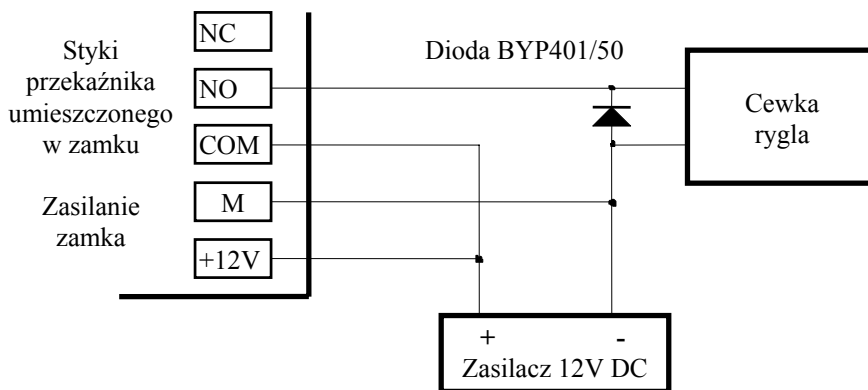 Styki
przekaźnika
umieszczonego
w zamku
Zasilanie
zamka
NC
NO
COM
M
+12V
Dioda BYP401/50
Cewka
rygla
+ -
Zasilacz 12V DC